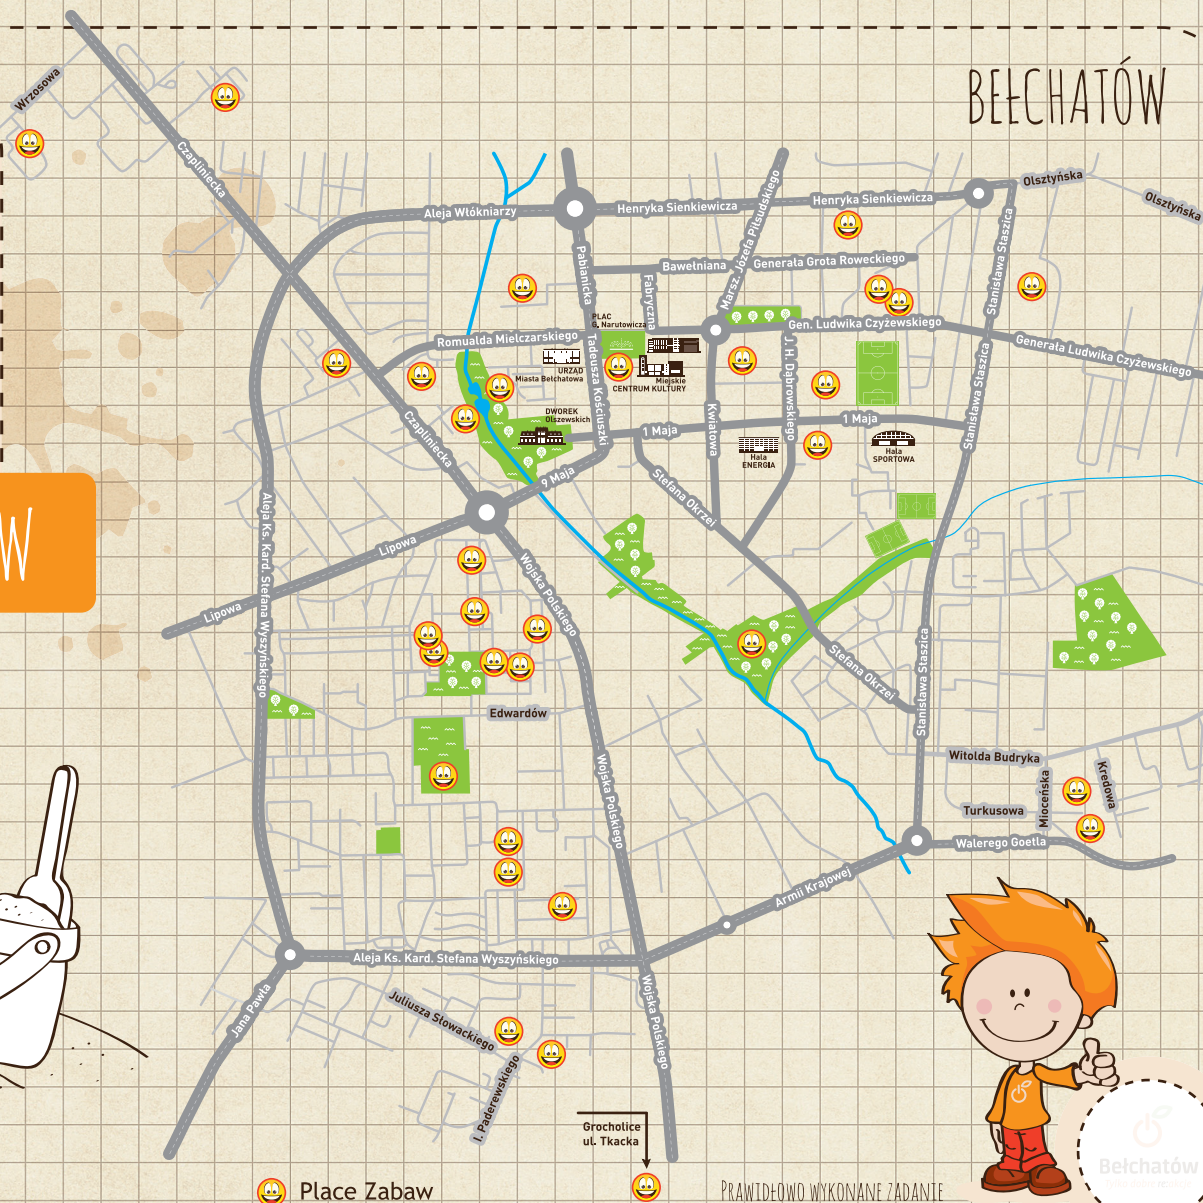 BEŁCHATÓW
Wrzosowa
Czapliniecka
Olsztyńska
Olsztyńska
Aleja Włókniarzy
Henryka Sienkiewicza
Henryka Sienkiewicza
Marsz. Józefa Piłsudskiego
Pabianicka
Bawełniana
Generała Grota Roweckiego
Stanisława Staszica
Fabryczna
PLAC
G. Narutowicza
Gen. Ludwika Czyżewskiego
Generała Ludwika Czyżewskiego
Romualda Mielczarskiego
URZĄD
Miasta Bełchatowa
Miejskie
CENTRUM KULTURY
Tadeusza Kościuszki
J.H. Dąbrowskiego
Stanisława Staszica
Kwiatowa
Czapliniecka
DWOREK
Olszewskich
1 Maja
1 Maja
Hala
ENERGIA
Hala
SPORTOWA
9 Maja
Stefana Okrzei
W
Lipowa
Lipowa
Aleja Ks. Kard. Stefana Wyszyńskiego
Wojska Polskiego
Stefana Okrzei
Stanisława Staszica
Edwardów
Wojska Polskiego
Witolda Budryka
Kredowa
Mioceńska
Turkusowa
Walerego Goetla
Armii Krajowej
Aleja Ks. Kard. Stefana Wyszyńskiego
Jana Pawła
Juliusza Słowackiego
Wojska Polskiego
I. Paderewskiego
Grocholice
ul. Tkacka
Place Zabaw
PRAWIDŁOWO WYKONANE ZADANIE
Bełchatów